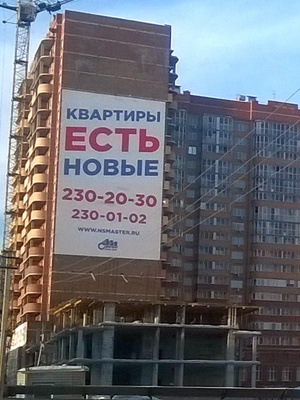 КВАРТИРЫ
ЕСТЬ
НОВЫЕ
230-20-30
230-01-02
WWW.NSMASTER.RU